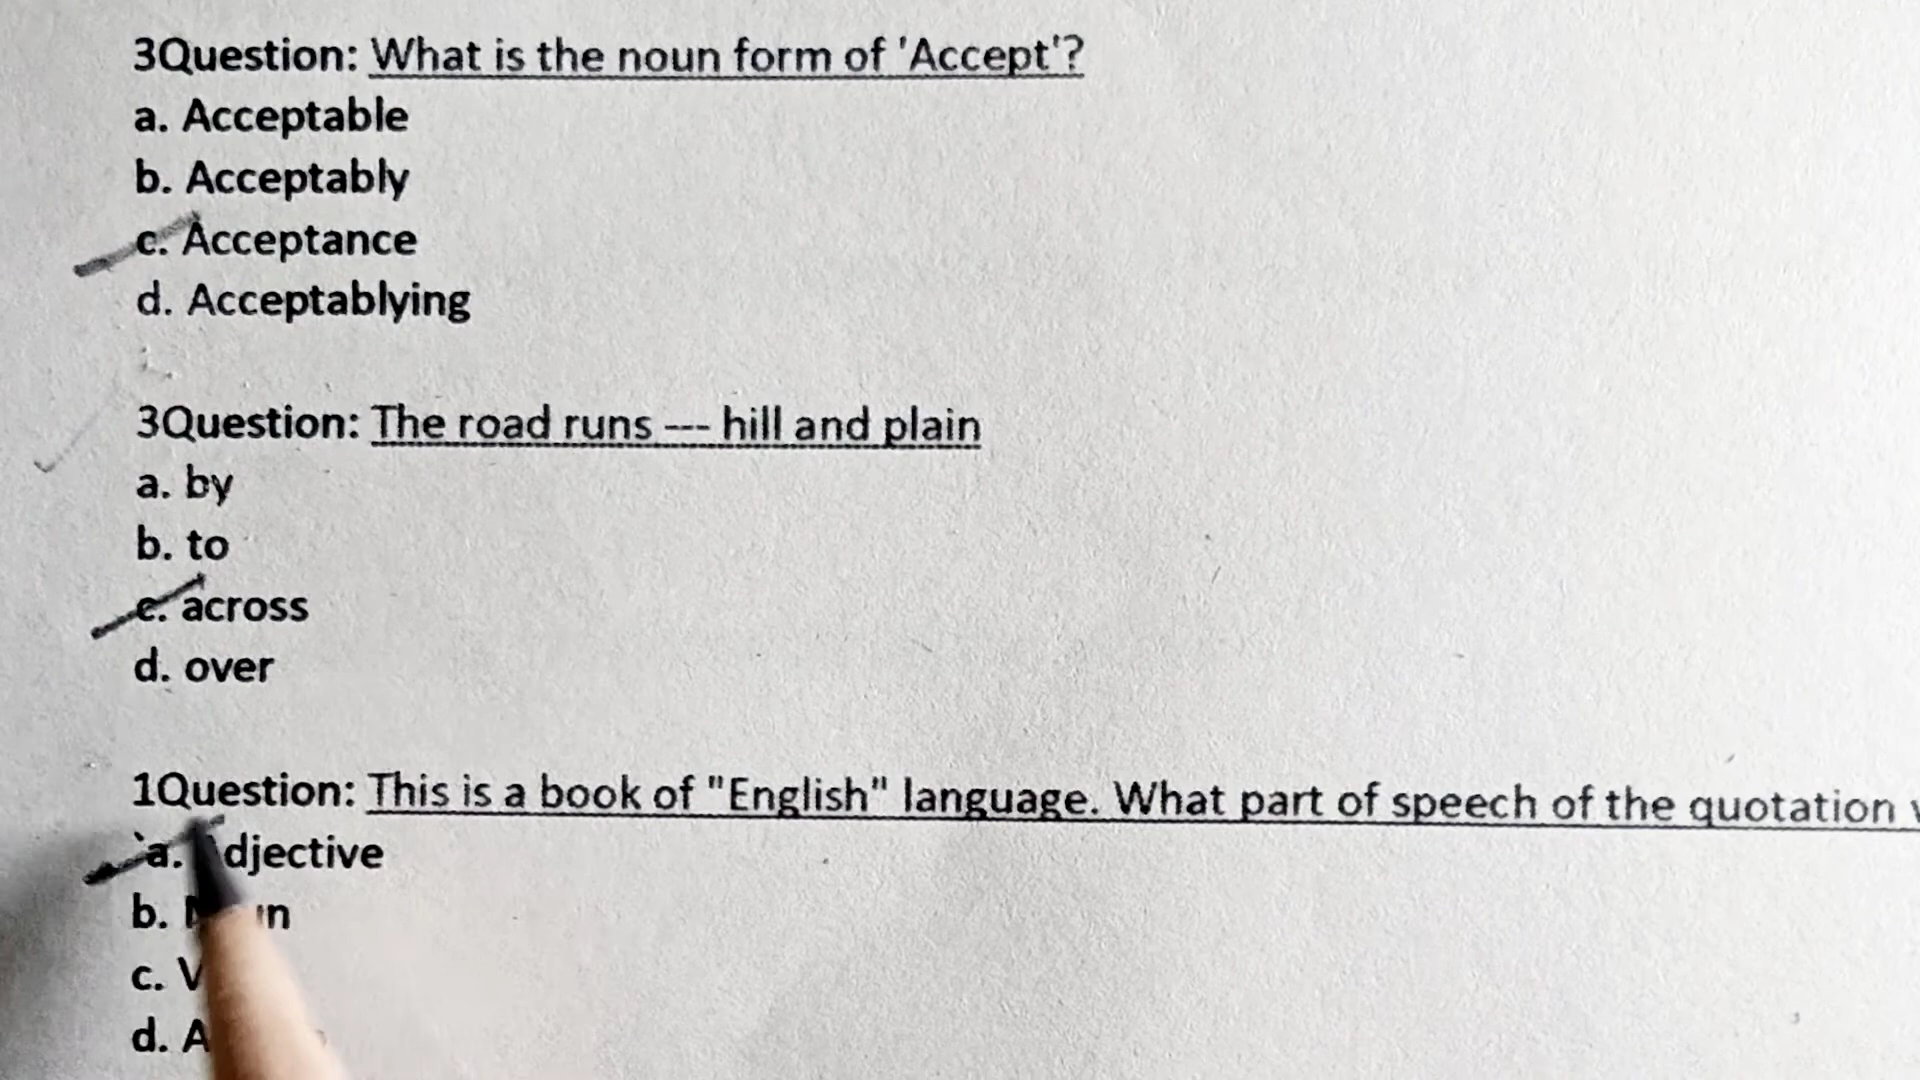 3Question: What is the noun form of 'Accept'?
a. Acceptable
b. Acceptably
c. Acceptance
d. Acceptablying
3Question: The road runs --- hill and plain
a. by
b. to
c. across
d. over
1Question: This is a book of "English" language. What part of speech of the quotation
a. Adjective
b.
c.
d.